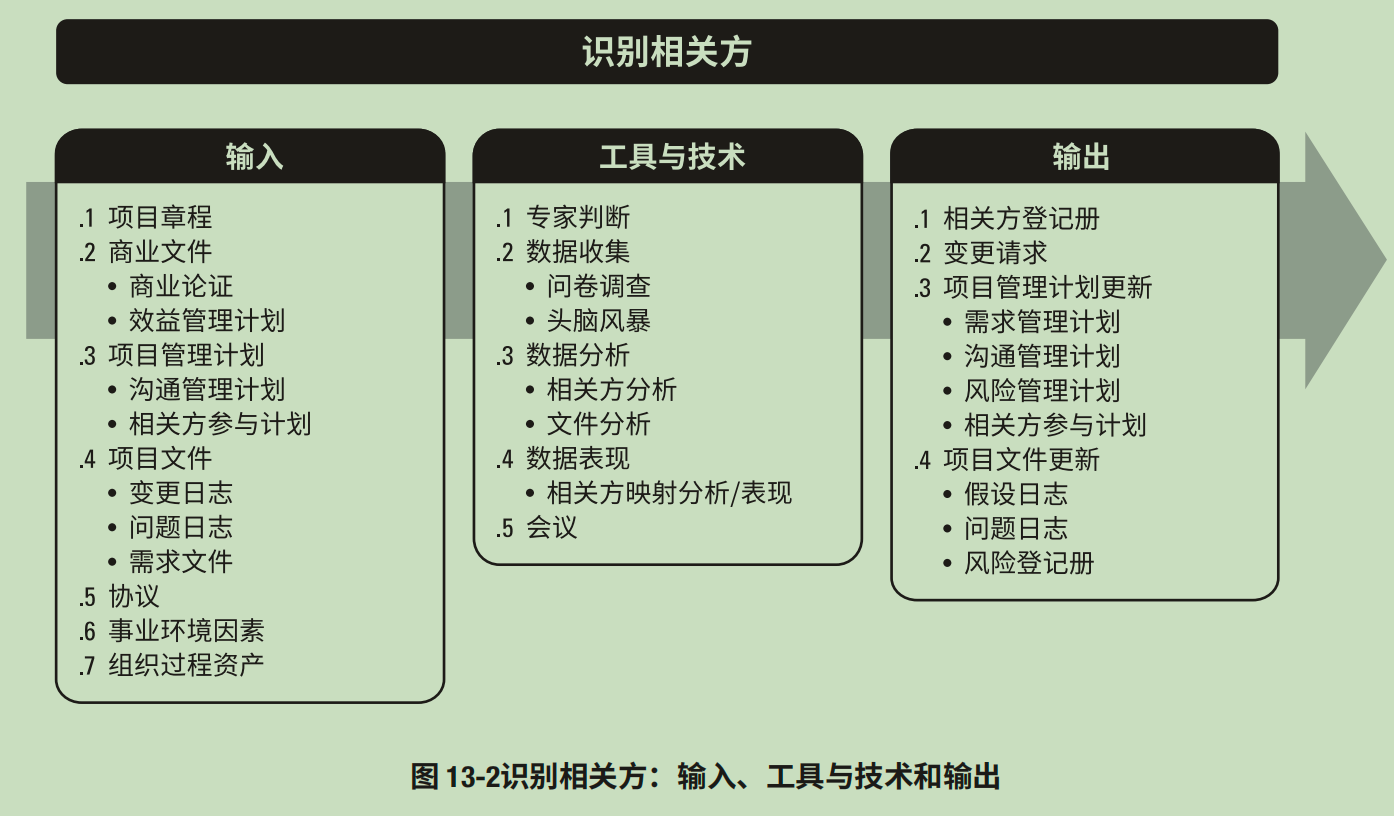 识别相关方
输入
.1 项目章程
.2 商业文件
• 商业论证
• 效益管理计划
.3 项目管理计划
• 沟通管理计划
• 相关方参与计划
.4 项目文件
• 变更日志
• 问题日志
• 需求文件
.5 协议
.6 事业环境因素
.7 组织过程资产
工具与技术
.1 专家判断
.2 数据收集
• 问卷调查
• 头脑风暴
.3 数据分析
• 相关方分析
• 文件分析
.4 数据表现
• 相关方映射分析/表现
.5 会议
输出
.1 相关方登记册
.2 变更请求
.3 项目管理计划更新
• 需求管理计划
• 沟通管理计划
• 风险管理计划
• 相关方参与计划
.4 项目文件更新
• 假设日志
• 问题日志
• 风险登记册
图 13-2识别相关方：输入、工具与技术和输出